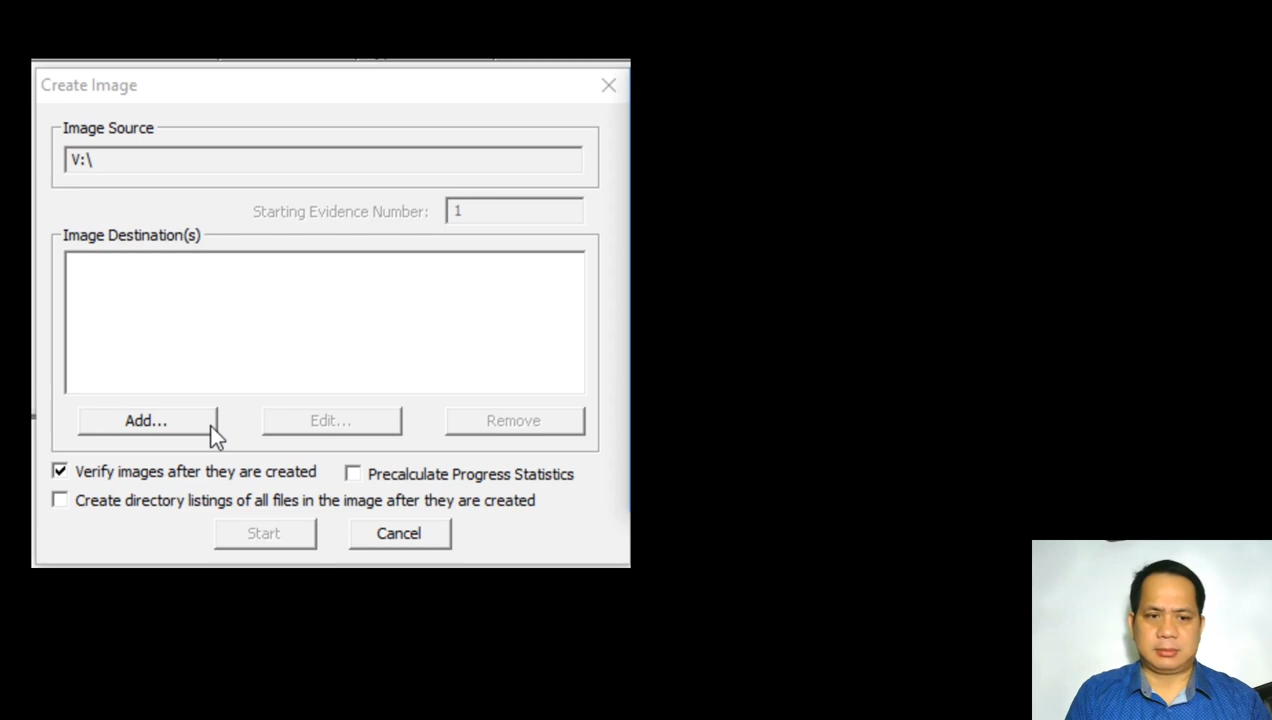 Create Image
Image Source
V:\
Starting Evidence Number: 1
Image Destination(s)
Add... Edit... Remove
Verify images after they are created Precalculate Progress Statistics
Create directory listings of all files in the image after they are created
Start Cancel